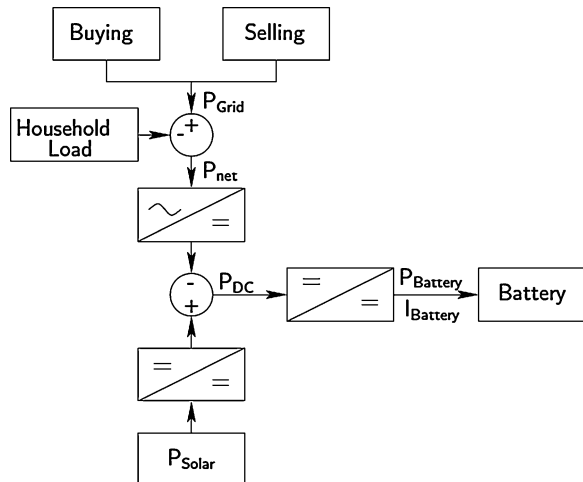 Buying
Selling
P_Grid
Household
Load
- +
P_net
~
=
-
+
P_DC
=
=
P_Battery
I_Battery
Battery
=
=
P_Solar